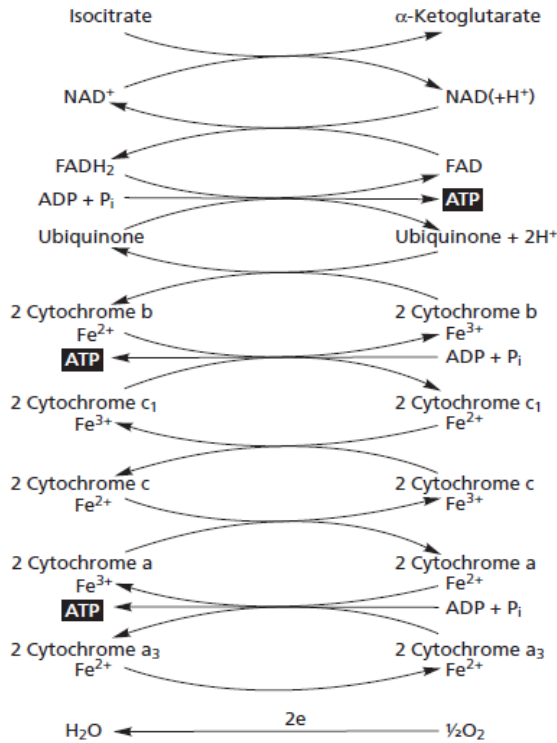 Isocitrate α-Ketoglutarate
NAD⁺ NAD(+H⁺)
FADH₂ FAD
ADP + Pᵢ ATP
Ubiquinone Ubiquinone + 2H⁺
2 Cytochrome b 2 Cytochrome b
Fe²⁺ Fe³⁺
ATP ADP + Pᵢ
2 Cytochrome c₁ 2 Cytochrome c₁
Fe³⁺ Fe²⁺
2 Cytochrome c 2 Cytochrome c
Fe²⁺ Fe³⁺
2 Cytochrome a 2 Cytochrome a
Fe³⁺ Fe²⁺
ATP ADP + Pᵢ
2 Cytochrome a₃ 2 Cytochrome a₃
Fe²⁺ Fe²⁺
H₂O 2e ½O₂